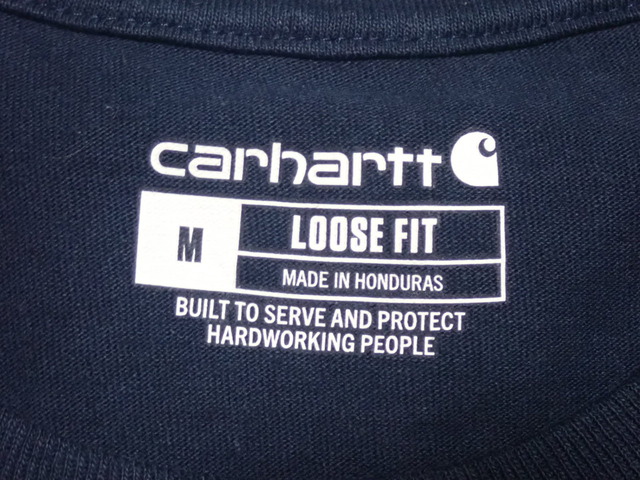 carhartt
M
LOOSE FIT
MADE IN HONDURAS
BUILT TO SERVE AND PROTECT
HARDWORKING PEOPLE